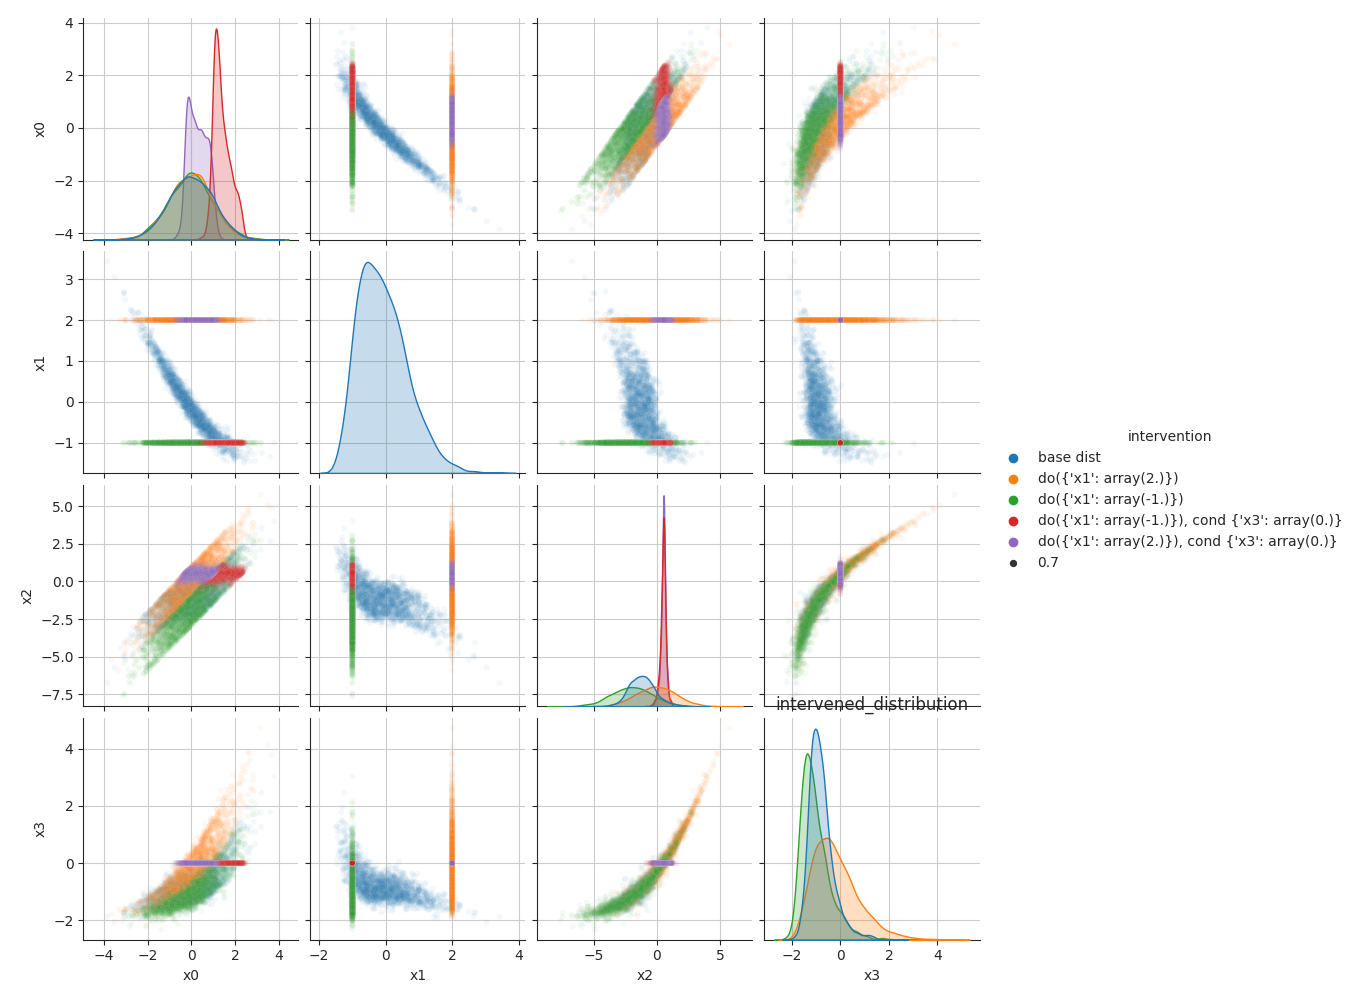 4
2
0
−2
−4
x0
3
2
1
0
−1
x1
intervention
base dist
do({'x1': array(2.)})
do({'x1': array(-1.)})
do({'x1': array(-1.)}), cond {'x3': array(0.)}
do({'x1': array(2.)}), cond {'x3': array(0.)}
0.7
5.0
2.5
0.0
−2.5
−5.0
−7.5
x2
intervened_distribution
4
2
0
−2
x3
−4 −2 0 2 4
−2 0 2 4
−5 0 5
−2 0 2 4
x0 x1 x2 x3